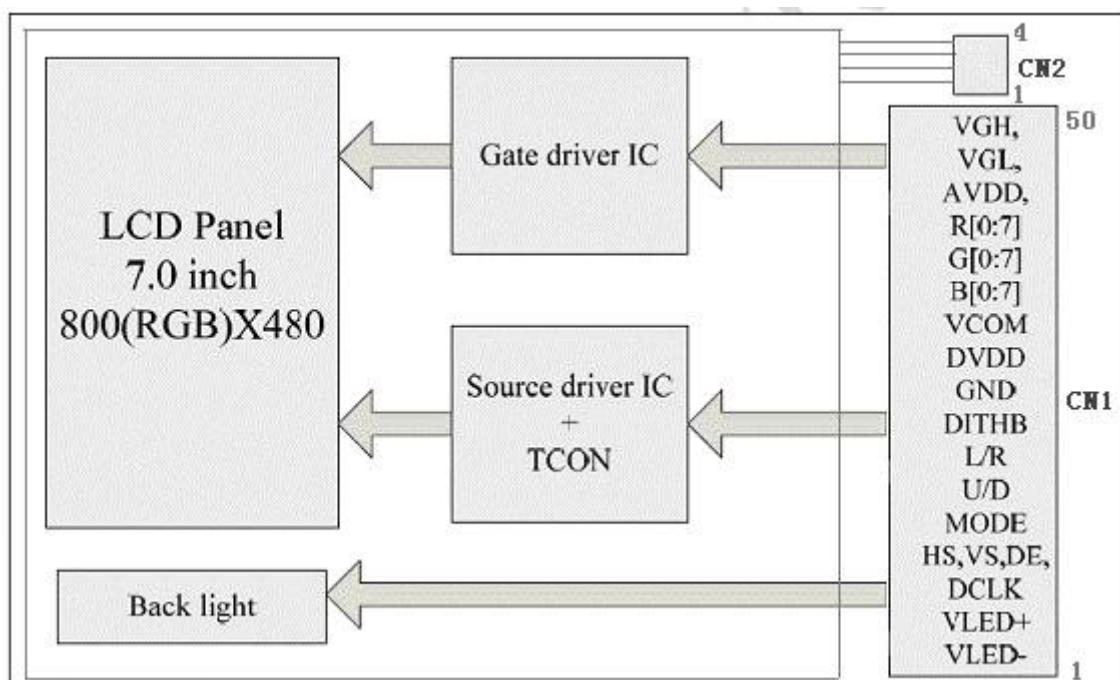 LCD Panel
7.0 inch
800(RGB)X480
Gate driver IC
Source driver IC
+
TCON
Back light
4
CN2
1
50
VGH,
VGL,
AVDD,
R[0:7]
G[0:7]
B[0:7]
VCOM
DVDD
GND
DITHB
L/R
U/D
MODE
HS,VS,DE,
DCLK
VLED+
VLED-
CN1
1